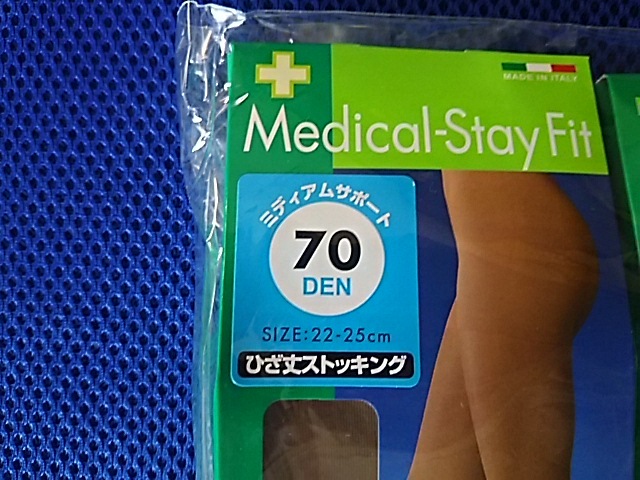 MADE IN ITALY
Medical-Stay Fit
ミディアムサポート
70
DEN
SIZE:22-25cm
ひざ丈ストッキング